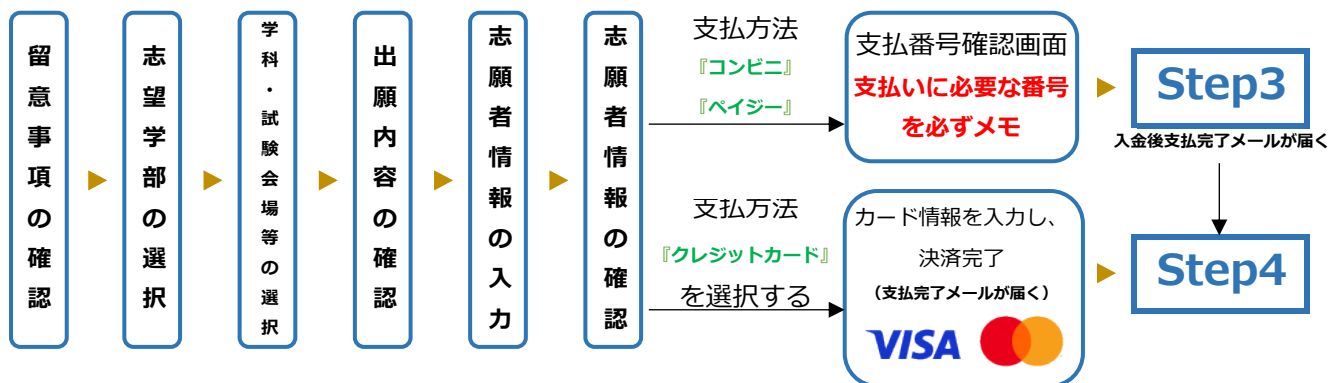 留意事項の確認
志望学部の選択
学科・試験会場等の選択
出願内容の確認
志願者情報の入力
志願者情報の確認
支払方法
『コンビニ』
『ペイジー』
支払番号確認画面
支払いに必要な番号
を必ずメモ
Step3
入金後支払完了メールが届く
支払方法
『クレジットカード』
を選択する
カード情報を入力し、
決済完了
（支払完了メールが届く）
VISA
Step4